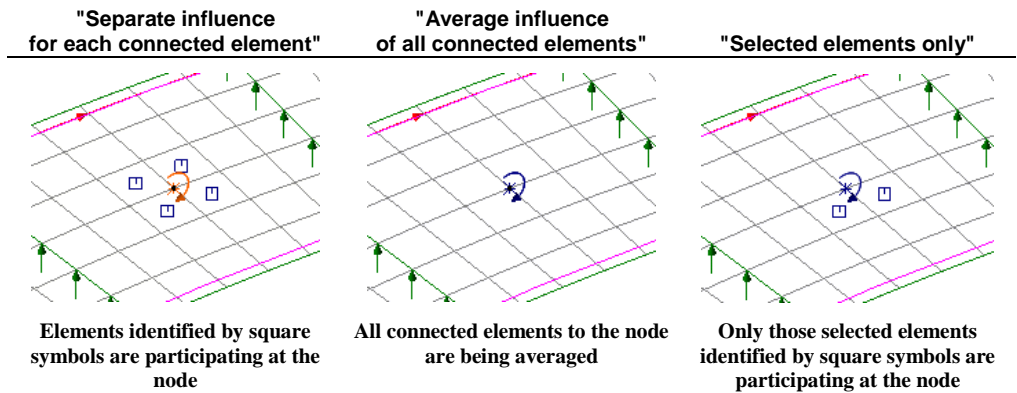 "Separate influence
for each connected element"
"Average influence
of all connected elements"
"Selected elements only"
Elements identified by square
symbols are participating at the
node
All connected elements to the node
are being averaged
Only those selected elements
identified by square symbols are
participating at the node